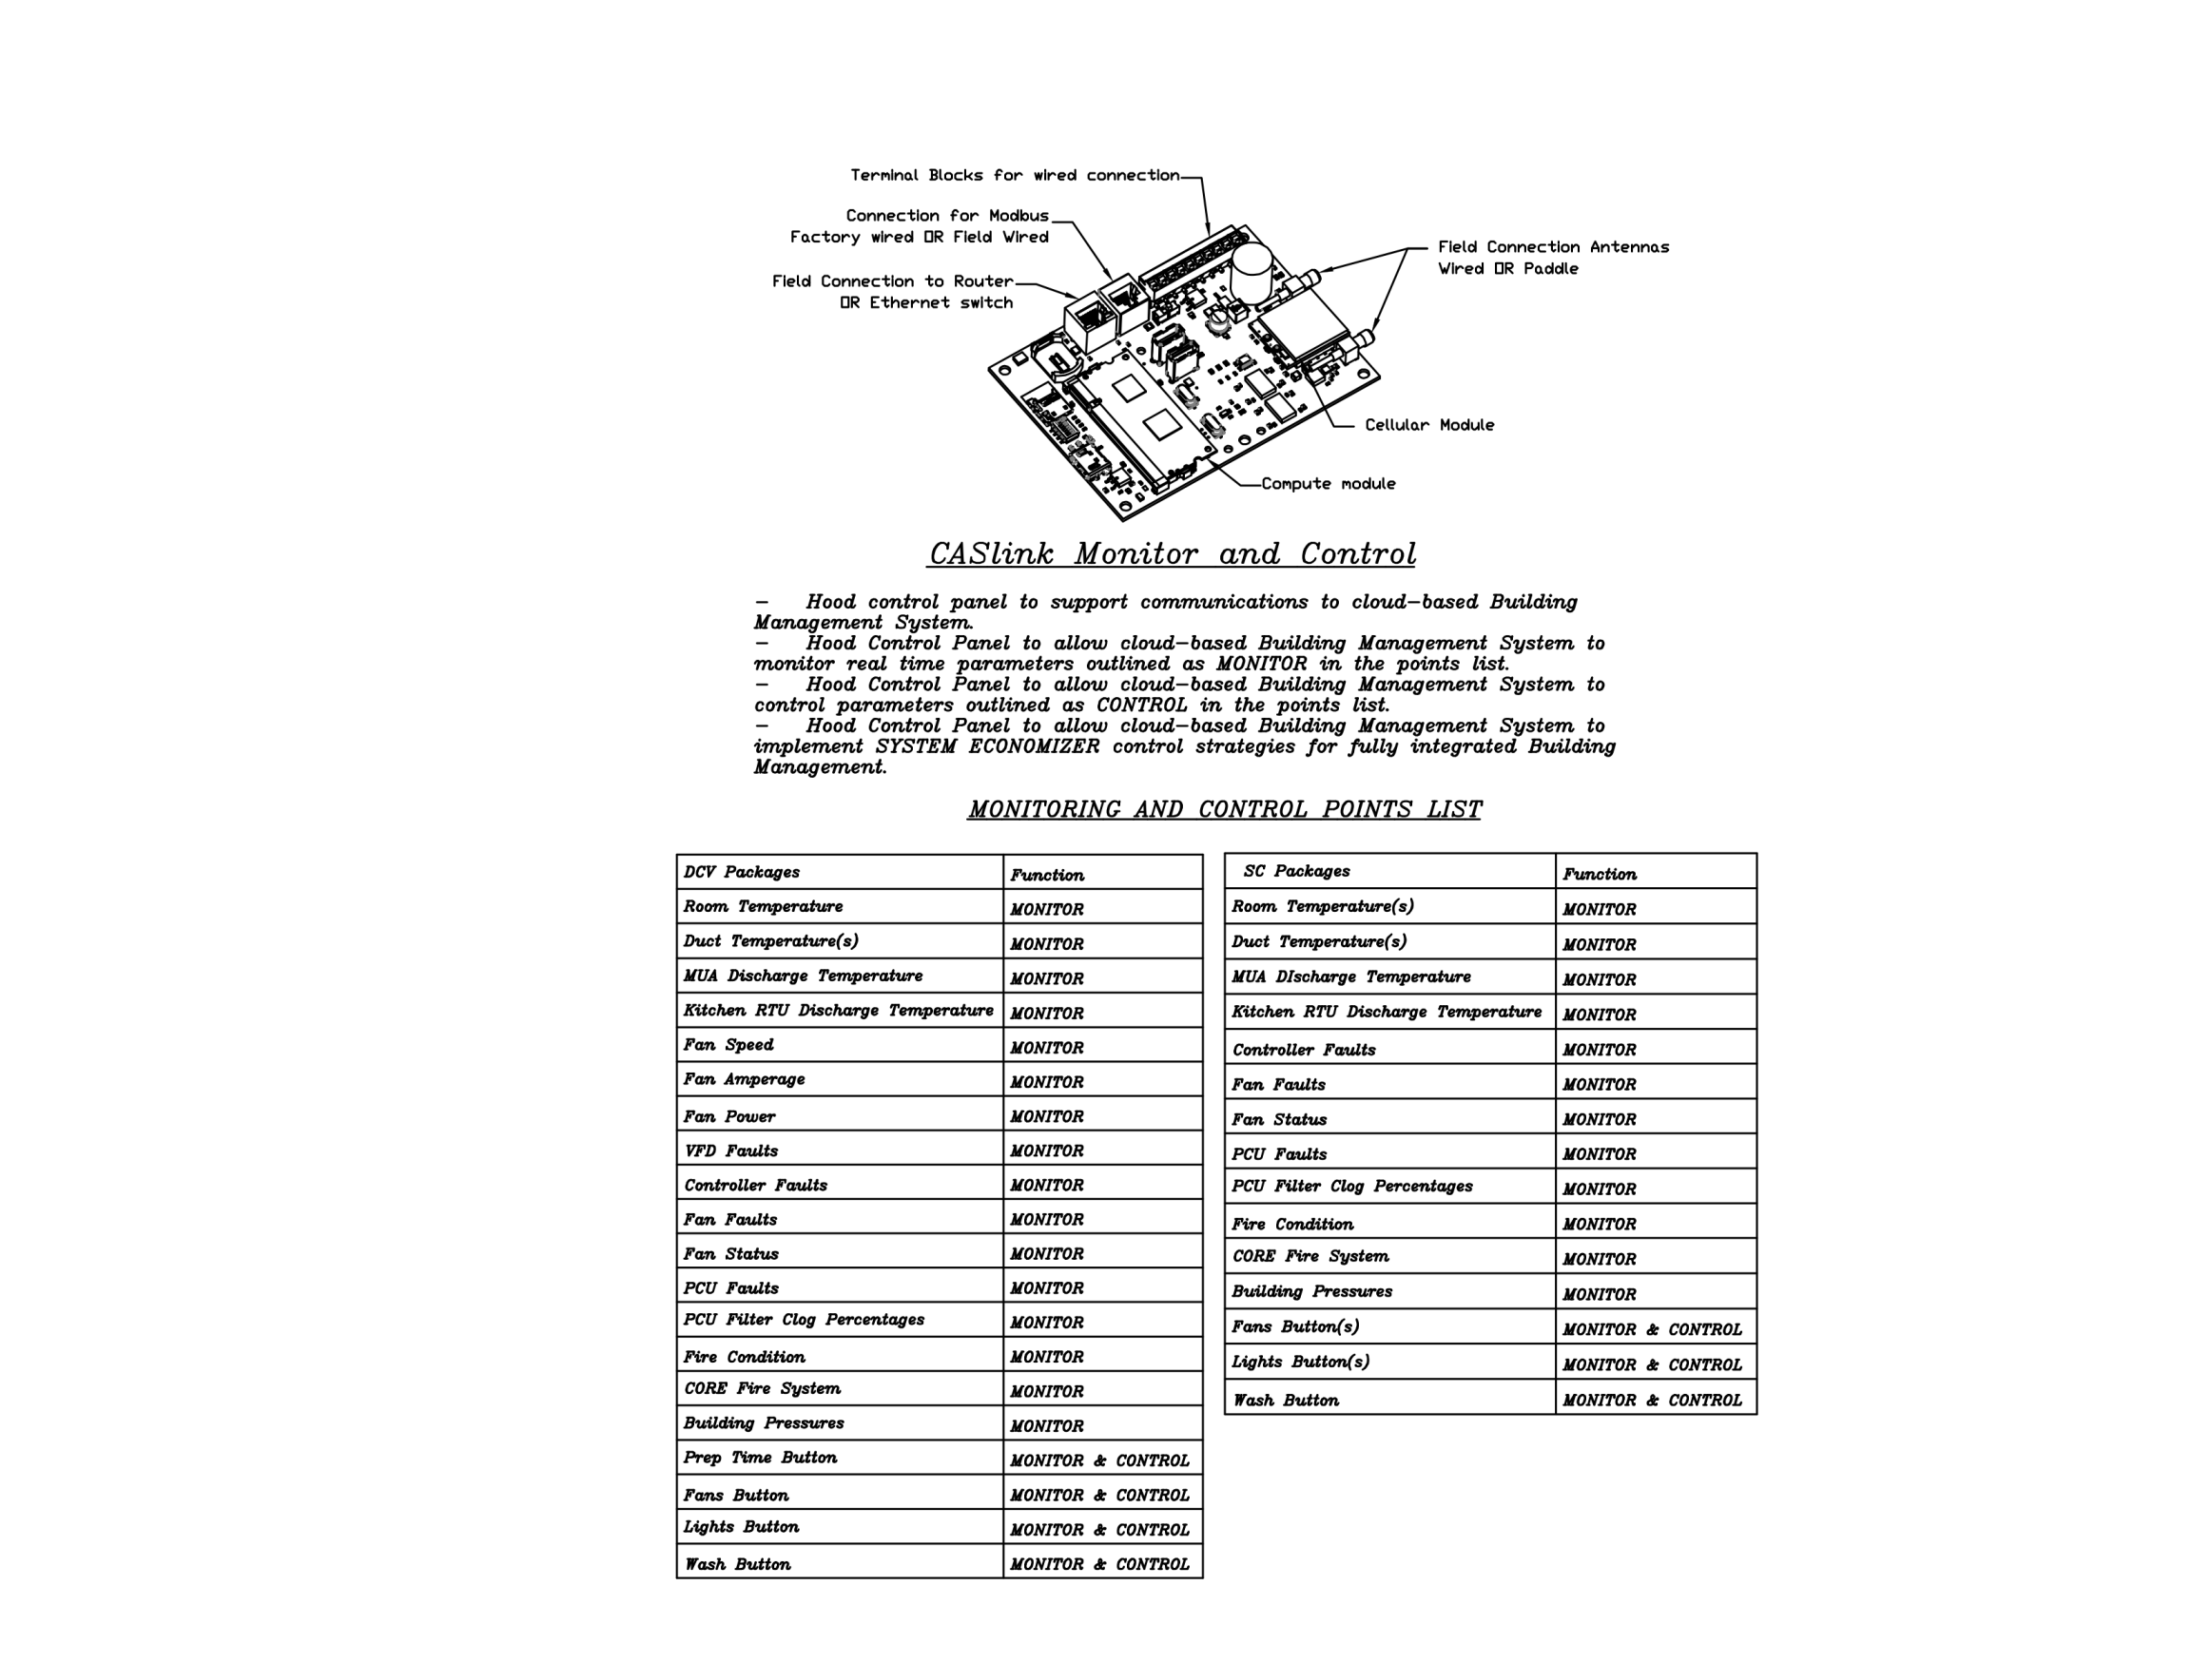 Terminal Blocks for wired connection
Connection for Modbus
Factory wired OR Field Wired
Field Connection to Router
OR Ethernet switch
Field Connection Antennas
Wired OR Paddle
Cellular Module
Compute module
CASlink Monitor and Control
- Hood control panel to support communications to cloud-based Building
Management System.
- Hood Control Panel to allow cloud-based Building Management System to
monitor real time parameters outlined as MONITOR in the points list.
- Hood Control Panel to allow cloud-based Building Management System to
control parameters outlined as CONTROL in the points list.
- Hood Control Panel to allow cloud-based Building Management System to
implement SYSTEM ECONOMIZER control strategies for fully integrated Building
Management.
MONITORING AND CONTROL POINTS LIST
DCV Packages Function
Room Temperature MONITOR
Duct Temperature(s) MONITOR
MUA Discharge Temperature MONITOR
Kitchen RTU Discharge Temperature MONITOR
Fan Speed MONITOR
Fan Amperage MONITOR
Fan Power MONITOR
VFD Faults MONITOR
Controller Faults MONITOR
Fan Faults MONITOR
Fan Status MONITOR
PCU Faults MONITOR
PCU Filter Clog Percentages MONITOR
Fire Condition MONITOR
CORE Fire System MONITOR
Building Pressures MONITOR
Prep Time Button MONITOR & CONTROL
Fans Button MONITOR & CONTROL
Lights Button MONITOR & CONTROL
Wash Button MONITOR & CONTROL
SC Packages Function
Room Temperature(s) MONITOR
Duct Temperature(s) MONITOR
MUA DIscharge Temperature MONITOR
Kitchen RTU Discharge Temperature MONITOR
Controller Faults MONITOR
Fan Faults MONITOR
Fan Status MONITOR
PCU Faults MONITOR
PCU Filter Clog Percentages MONITOR
Fire Condition MONITOR
CORE Fire System MONITOR
Building Pressures MONITOR
Fans Button(s) MONITOR & CONTROL
Lights Button(s) MONITOR & CONTROL
Wash Button MONITOR & CONTROL